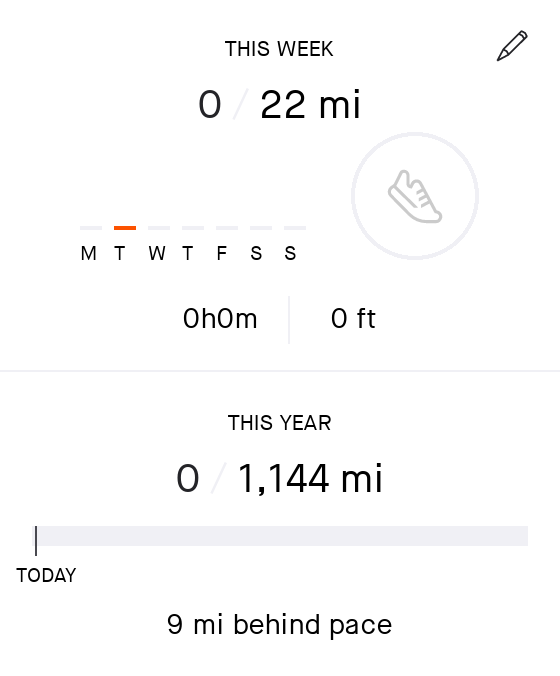 THIS WEEK
0 / 22 mi
M T W T F S S
0h0m 0 ft
THIS YEAR
0 / 1,144 mi
TODAY
9 mi behind pace